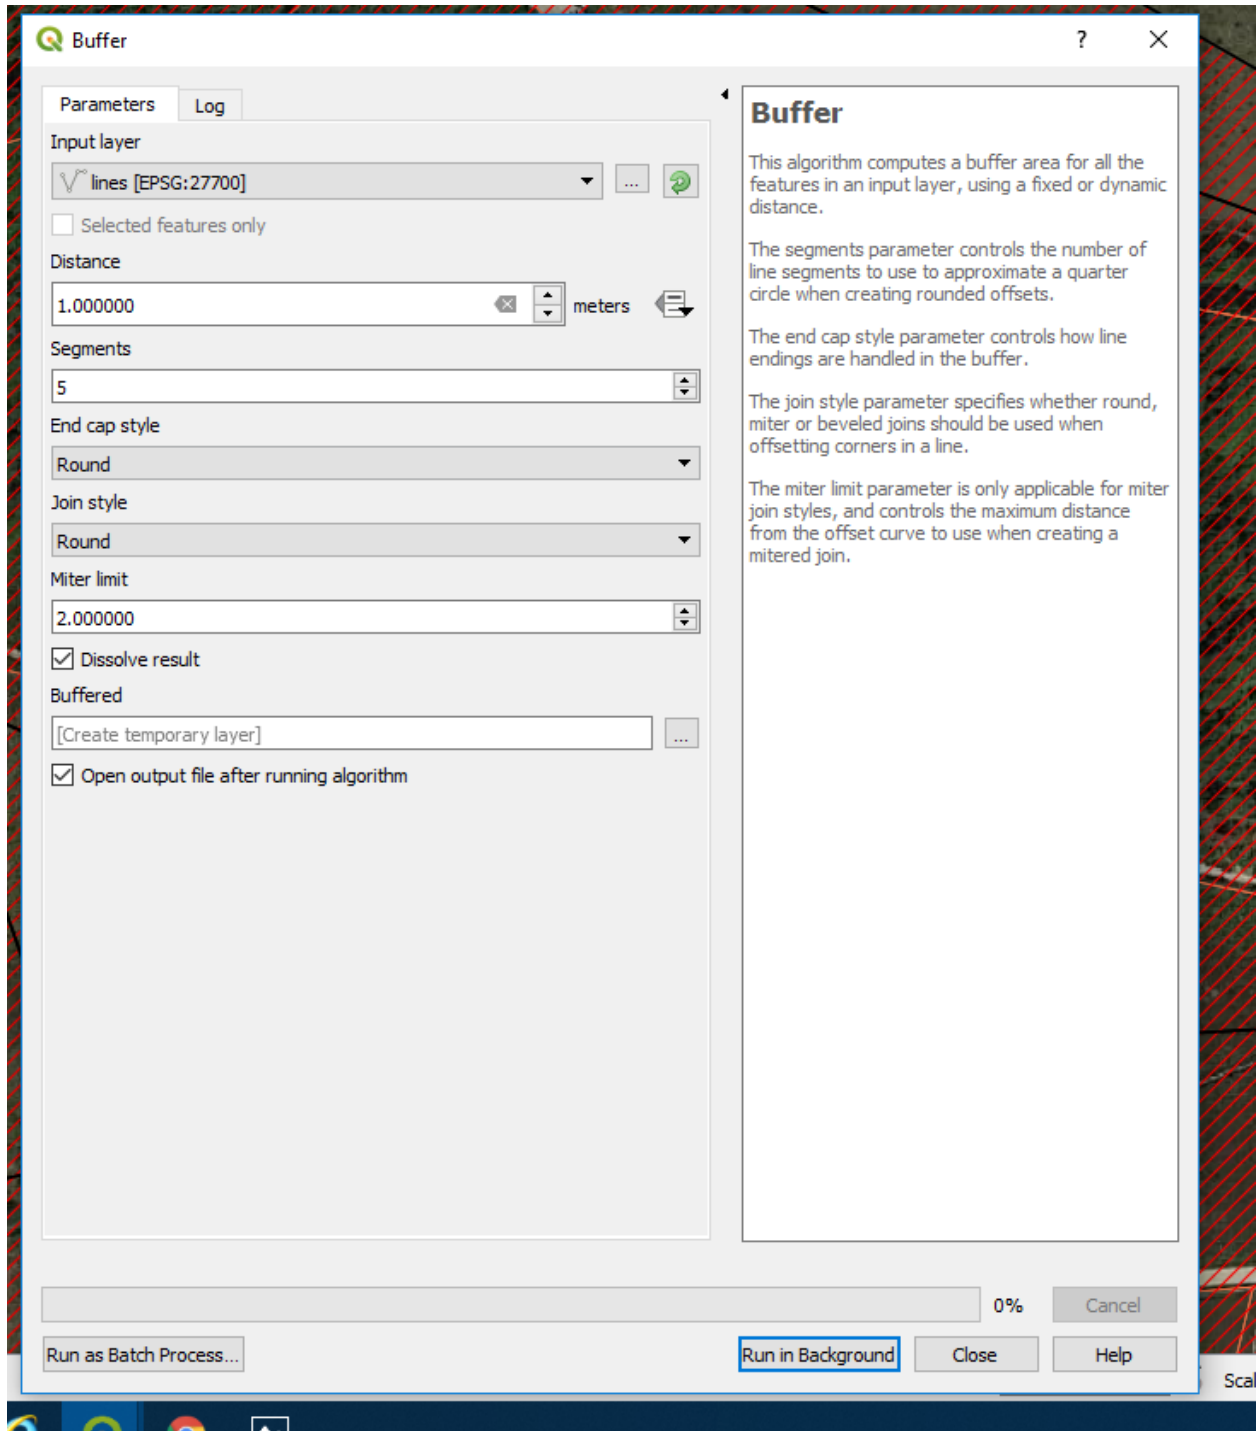 Buffer
?
Parameters
Log
Input layer
lines [EPSG:27700]
...
Selected features only
Distance
1.000000
meters
Segments
5
End cap style
Round
Join style
Round
Miter limit
2.000000
Dissolve result
Buffered
[Create temporary layer]
...
Open output file after running algorithm
Buffer
This algorithm computes a buffer area for all the
features in an input layer, using a fixed or dynamic
distance.
The segments parameter controls the number of
line segments to use to approximate a quarter
circle when creating rounded offsets.
The end cap style parameter controls how line
endings are handled in the buffer.
The join style parameter specifies whether round,
miter or beveled joins should be used when
offsetting corners in a line.
The miter limit parameter is only applicable for miter
join styles, and controls the maximum distance
from the offset curve to use when creating a
mitered join.
0%
Cancel
Run as Batch Process...
Run in Background
Close
Help
Scal